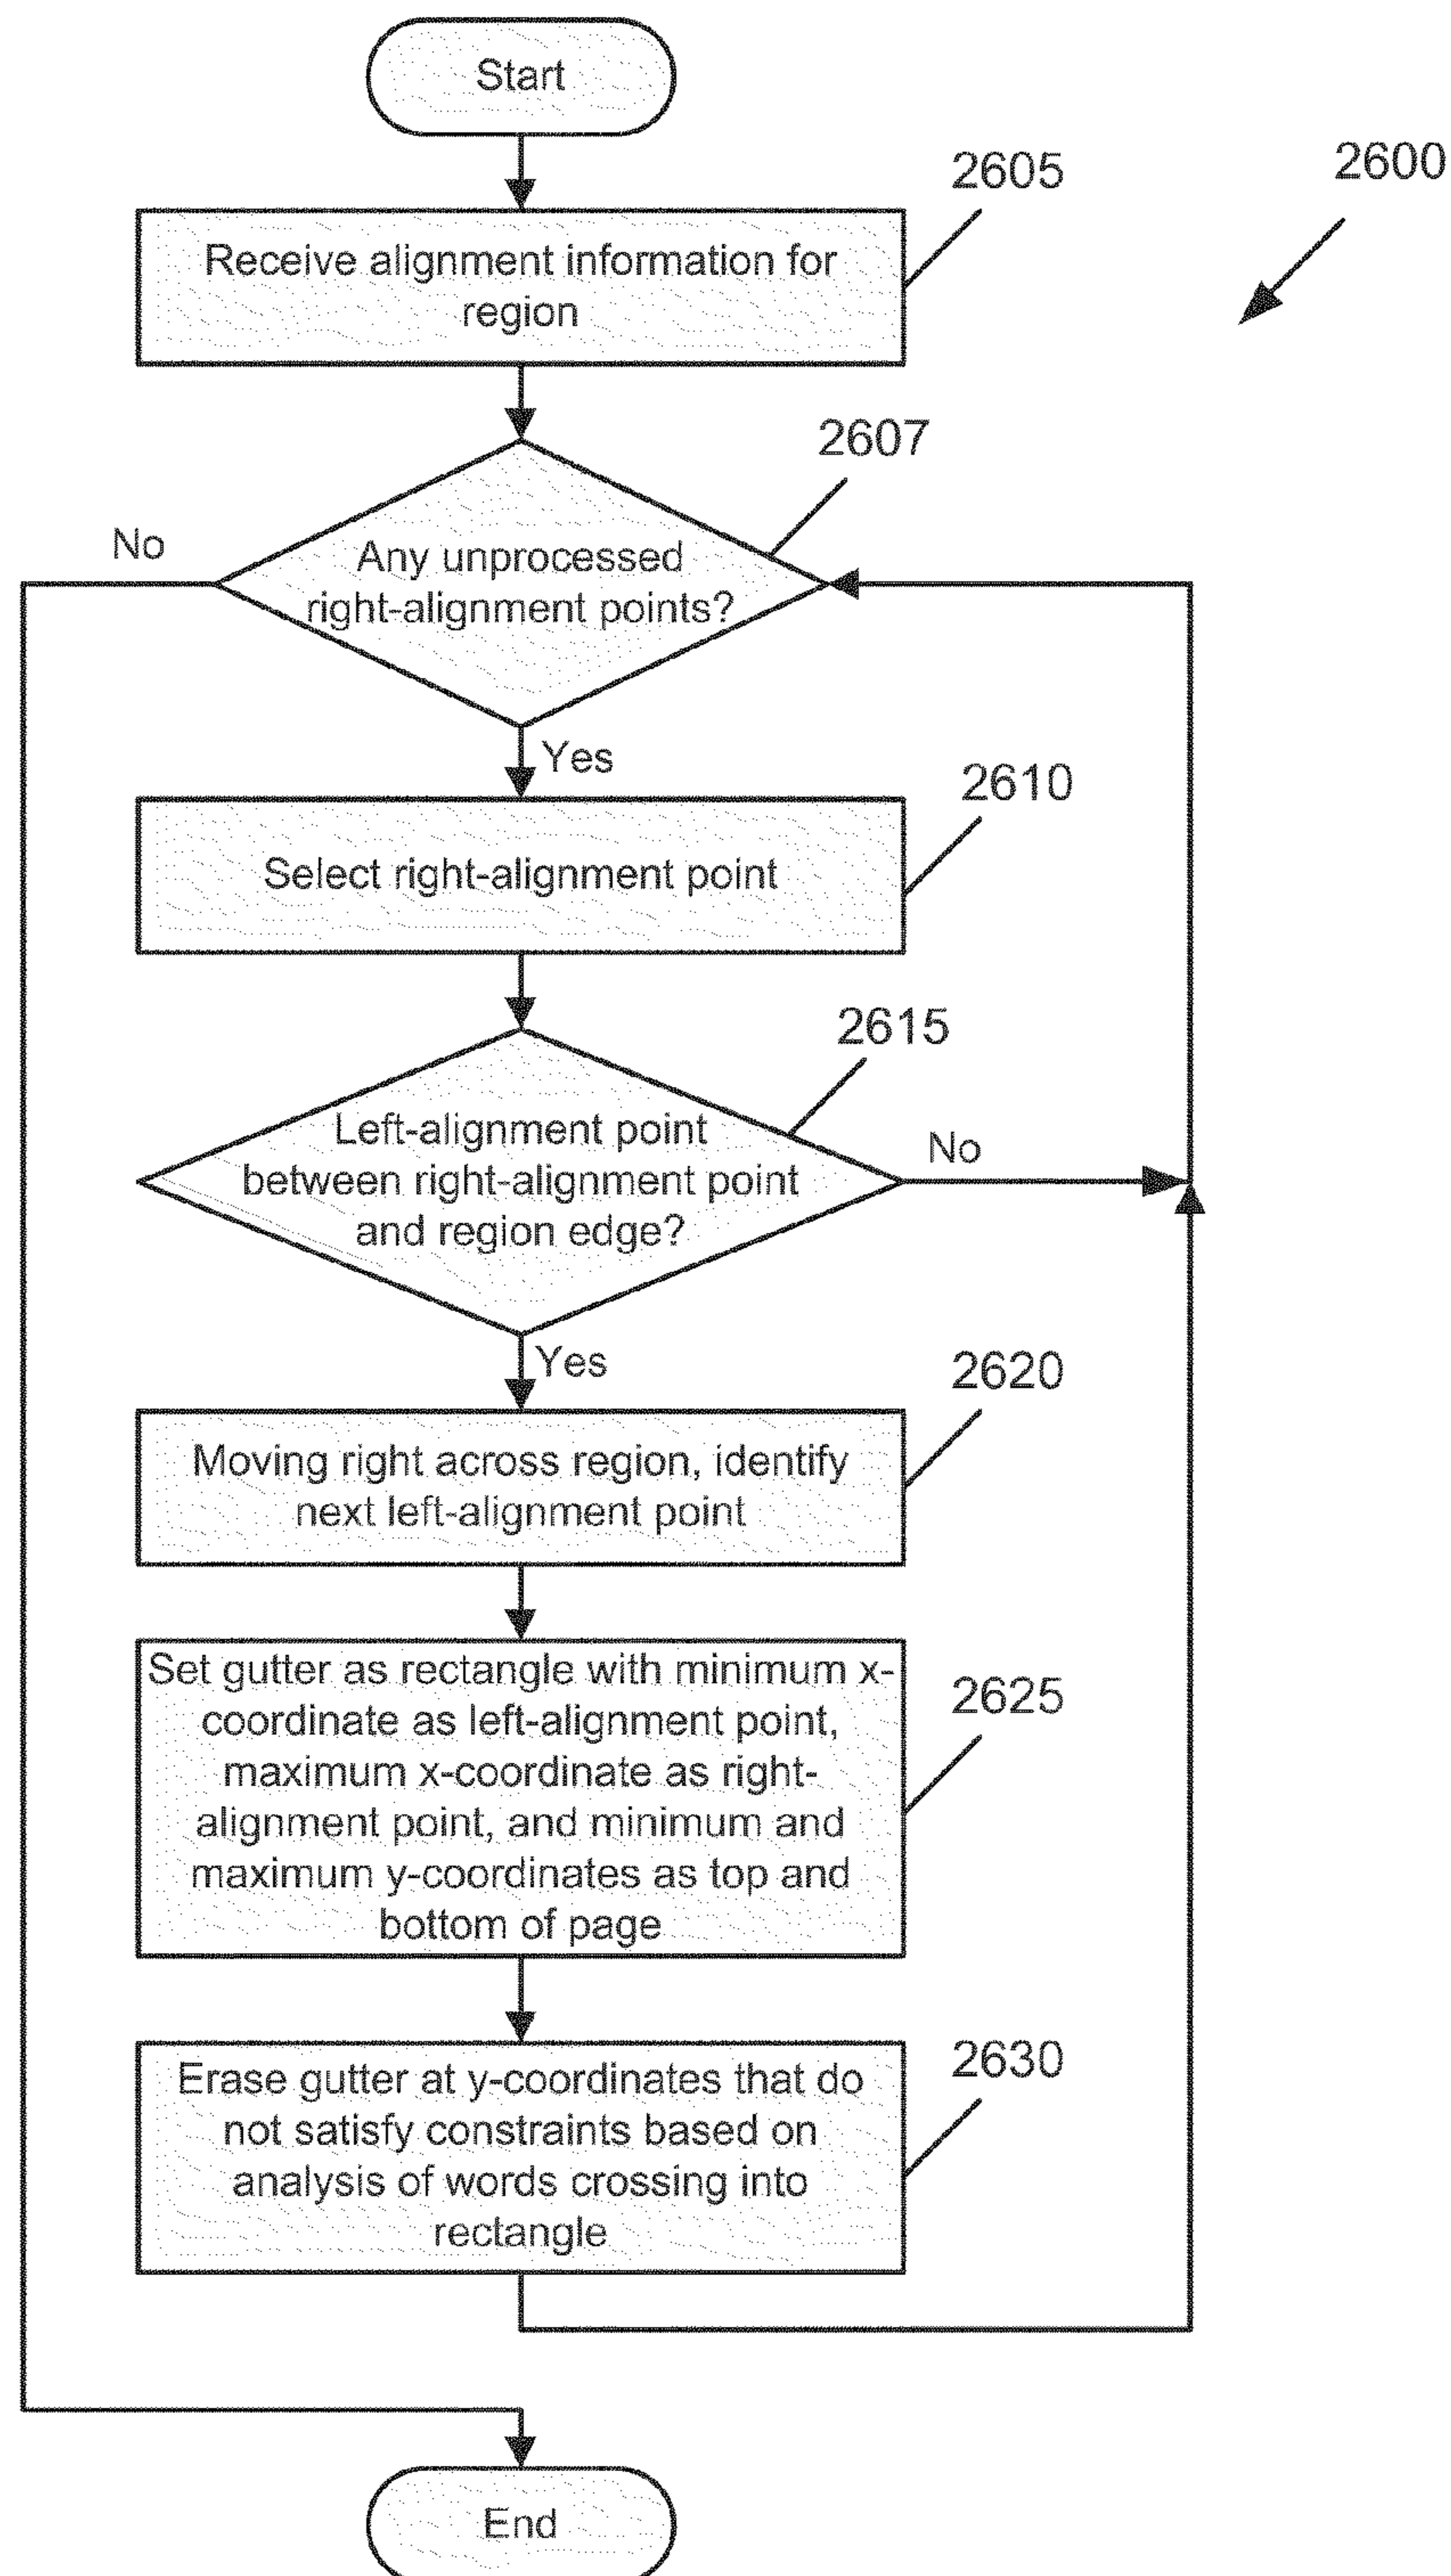 Start
2605
2600
Receive alignment information for
region
2607
No
Any unprocessed
right-alignment points?
Yes
2610
Select right-alignment point
2615
Left-alignment point
between right-alignment point
and region edge?
No
Yes
2620
Moving right across region, identify
next left-alignment point
Set gutter as rectangle with minimum x-
coordinate as left-alignment point,
maximum x-coordinate as right-
alignment point, and minimum and
maximum y-coordinates as top and
bottom of page
2625
2630
Erase gutter at y-coordinates that do
not satisfy constraints based on
analysis of words crossing into
rectangle
End